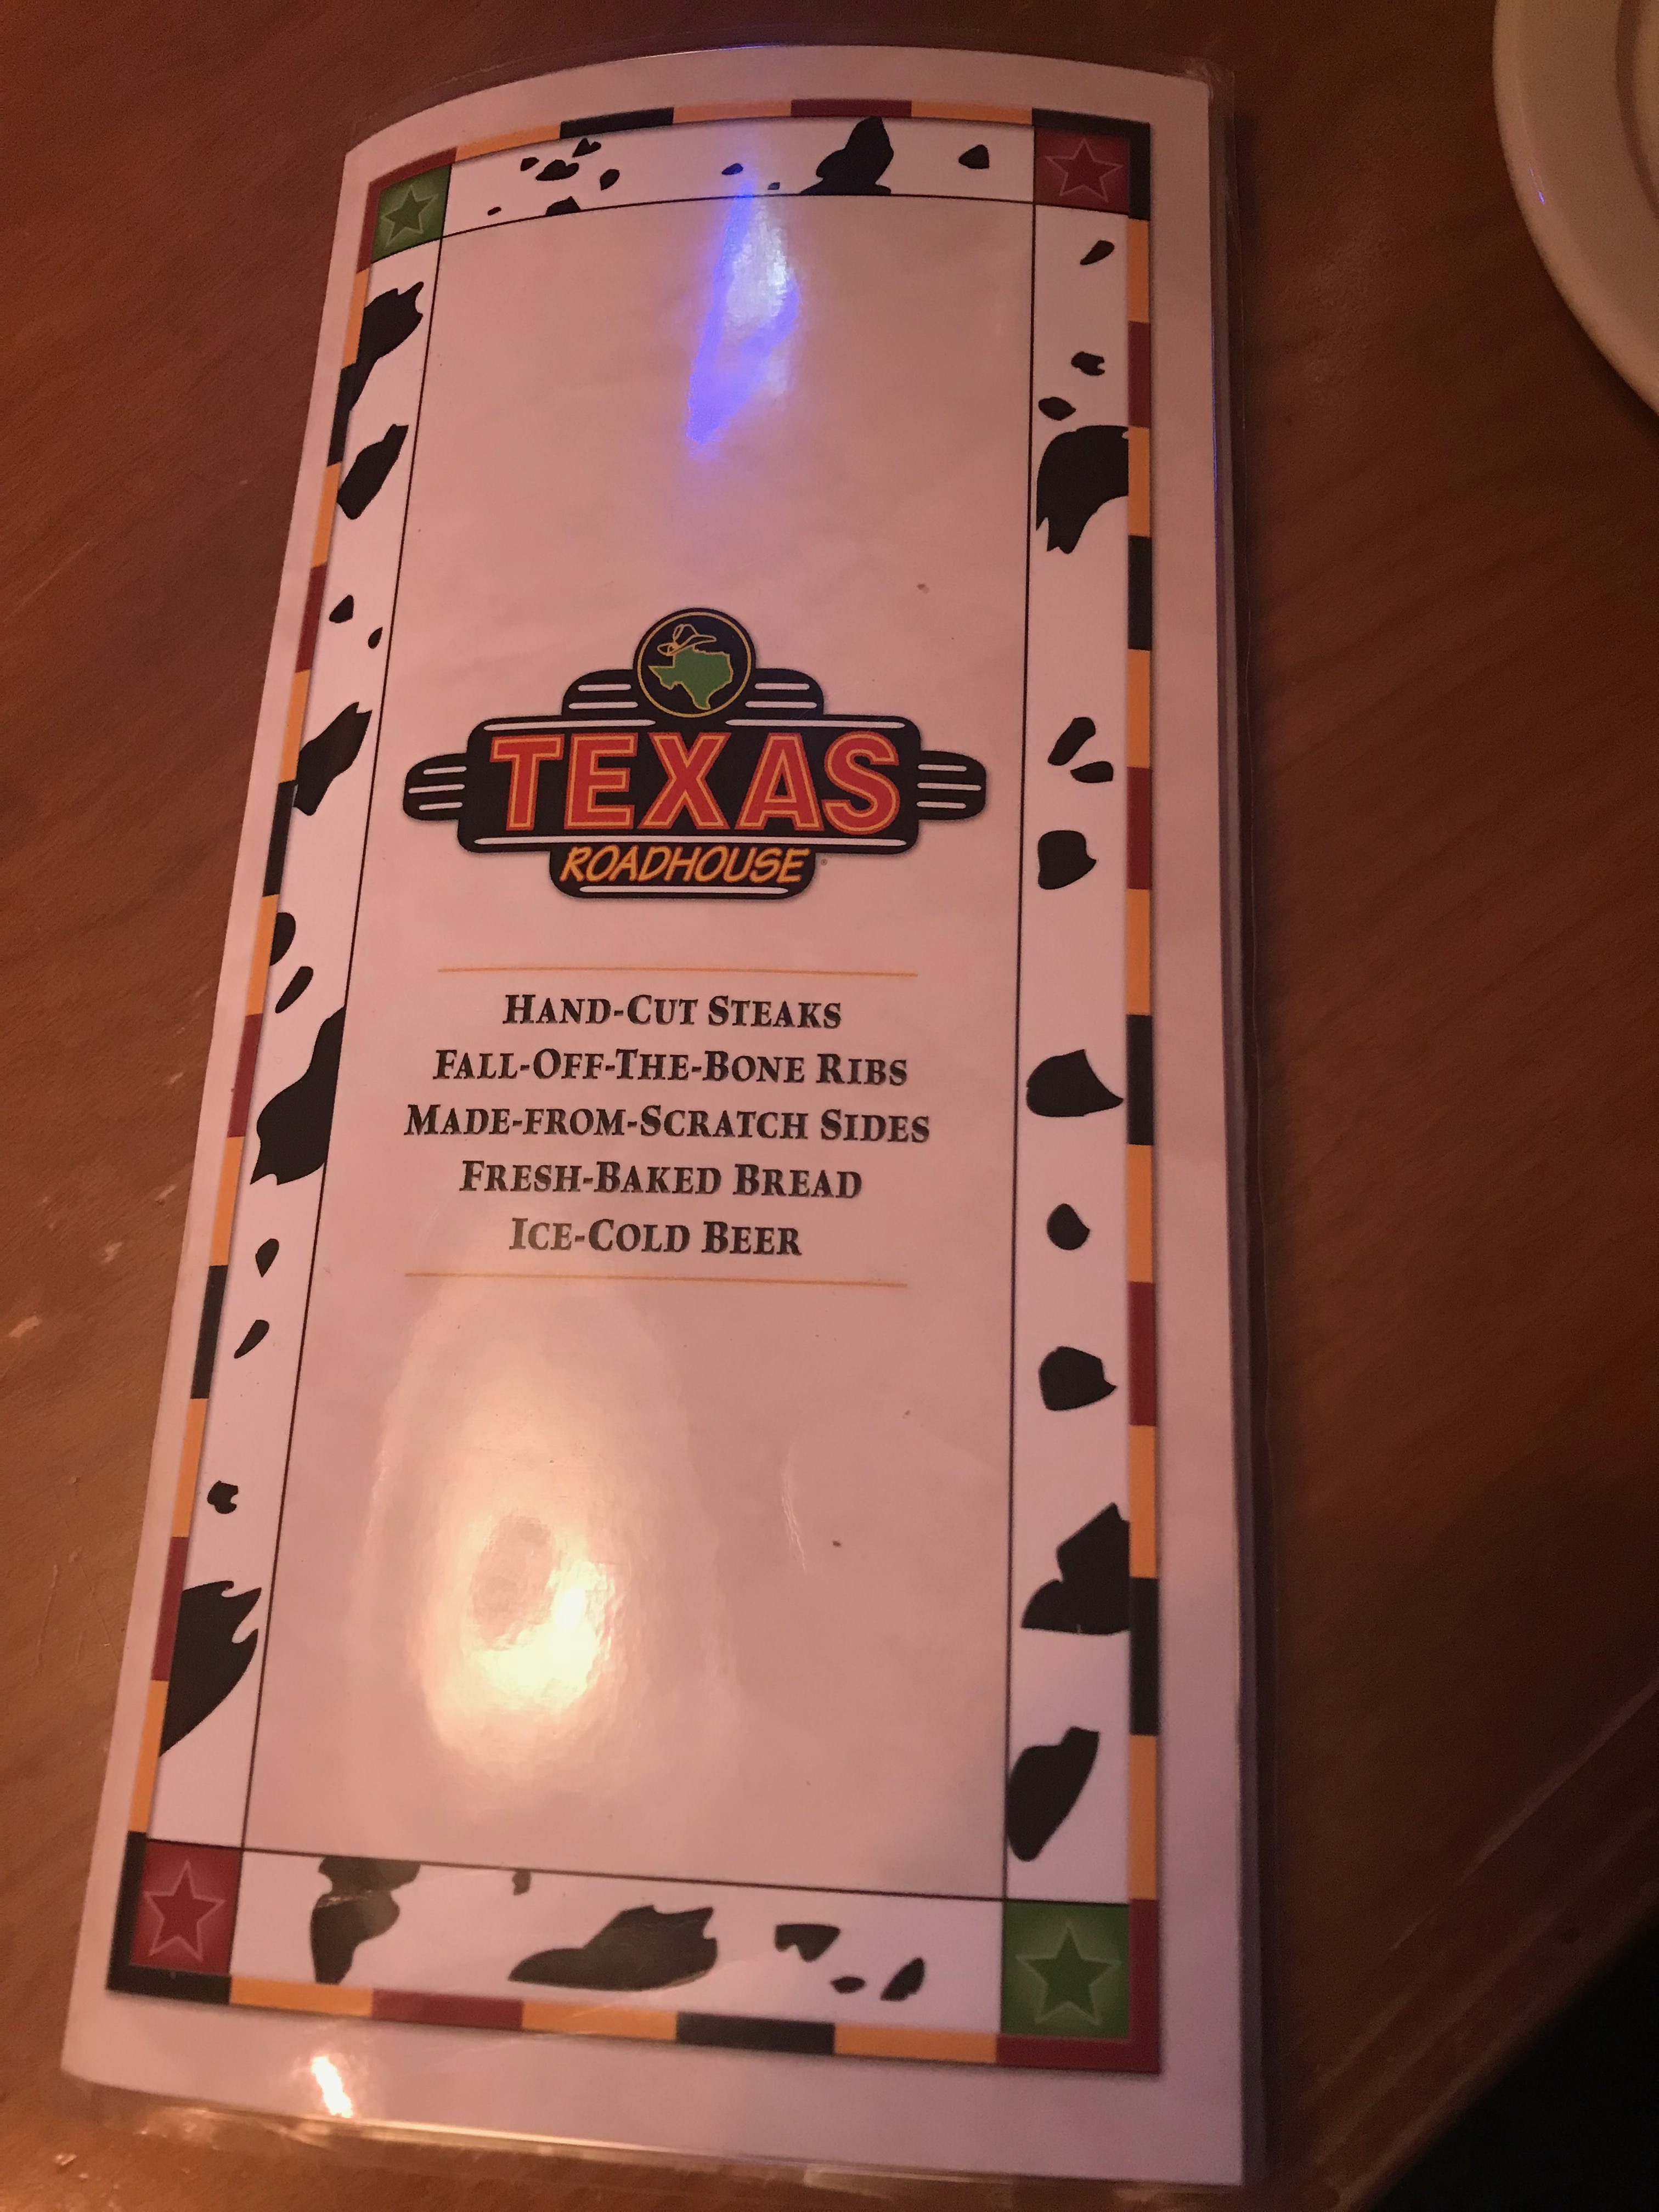 TEXAS
ROADHOUSE
HAND-CUT STEAKS
FALL-OFF-THE-BONE RIBS
MADE-FROM-SCRATCH SIDES
FRESH-BAKED BREAD
ICE-COLD BEER